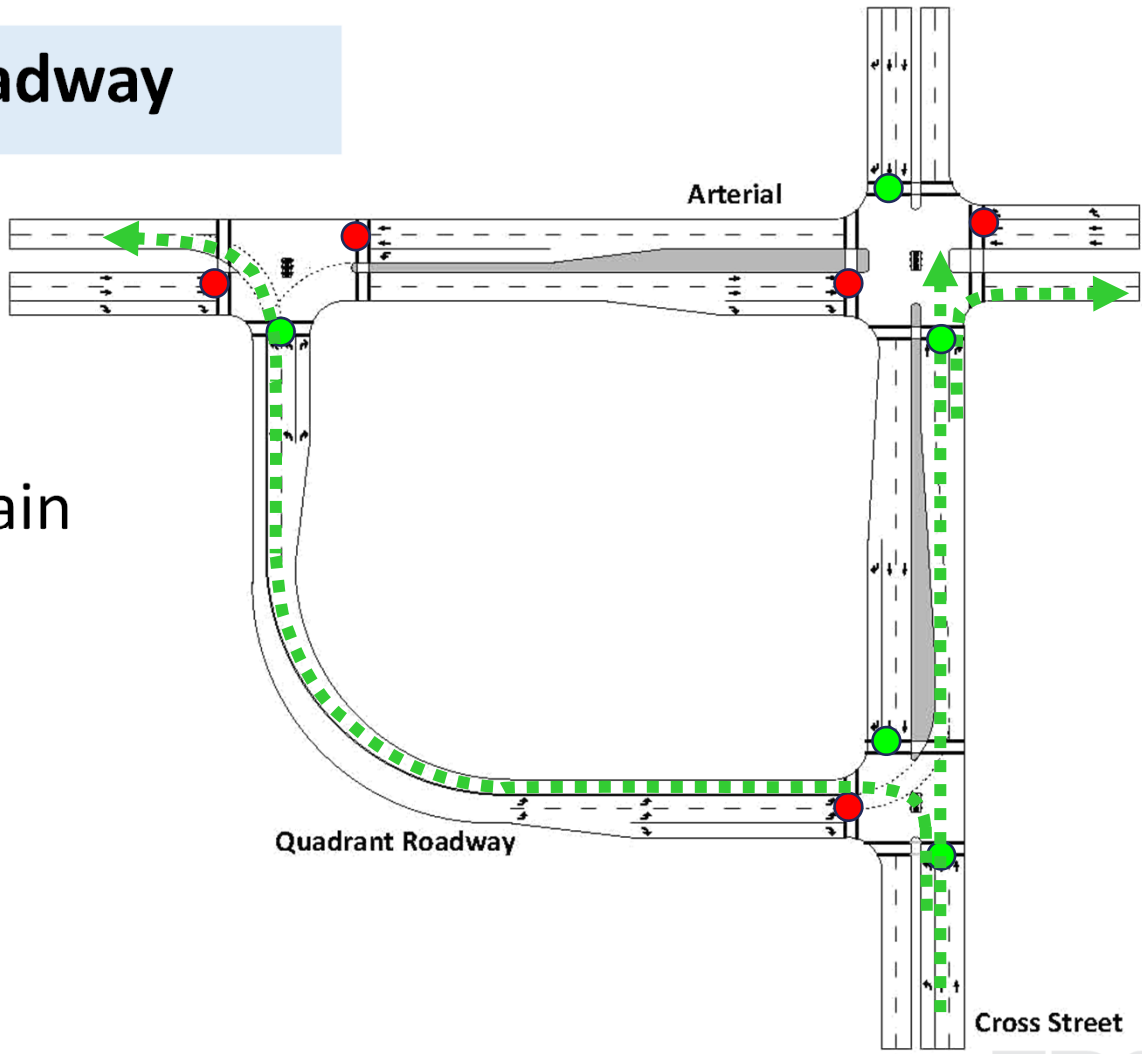 adway
Arterial
ain
Quadrant Roadway
Cross Street